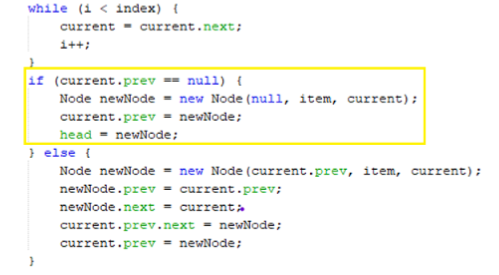 while (i < index) {
current = current.next;
i++;
}
if (current.prev == null) {
Node newNode = new Node(null, item, current);
current.prev = newNode;
head = newNode;
} else {
Node newNode = new Node(current.prev, item, current);
newNode.prev = current.prev;
newNode.next = current;
current.prev.next = newNode;
current.prev = newNode;
}